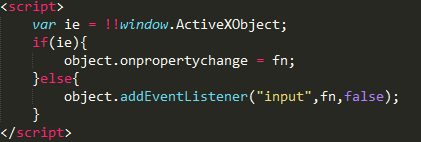 <script>
    var ie = !!window.ActiveXObject;
    if(ie){
        object.onpropertychange = fn;
    }else{
        object.addEventListener("input",fn,false);
    }
</script>